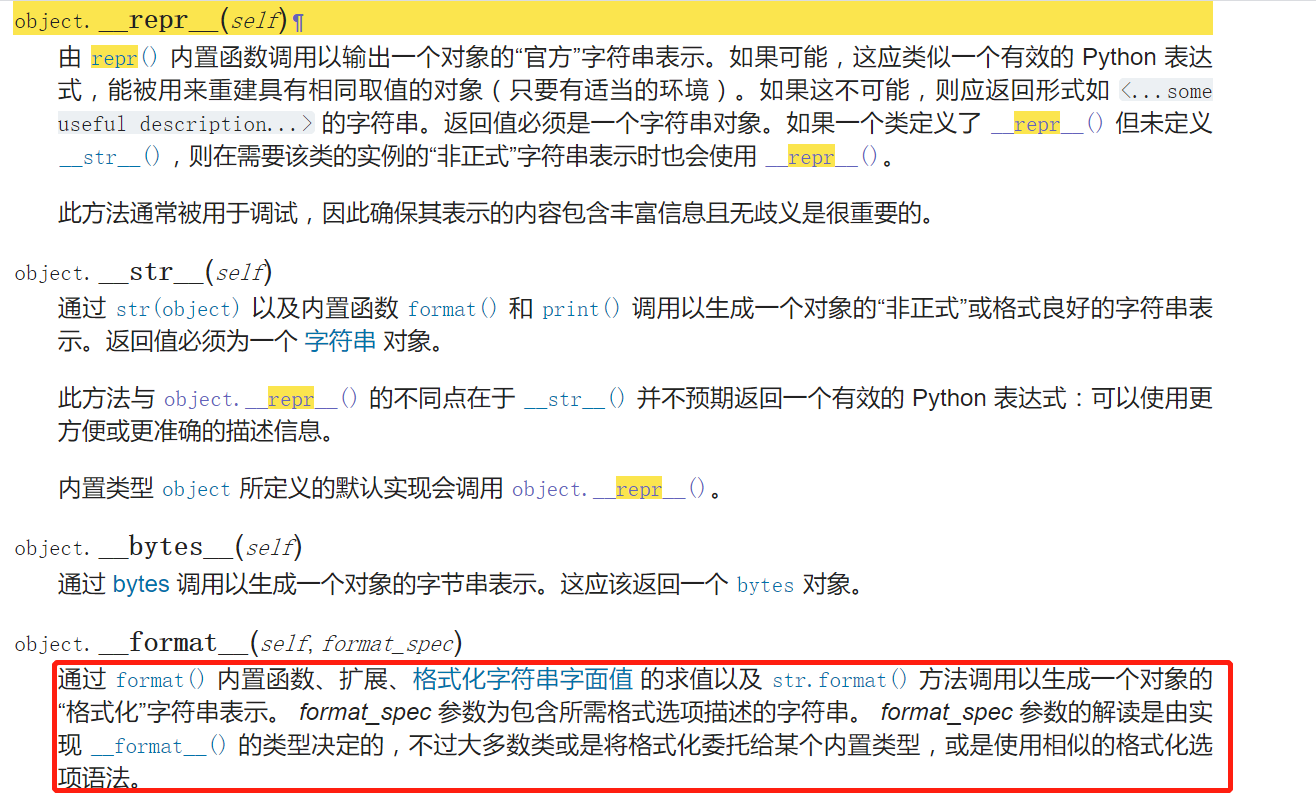 object.__repr__(self)¶
由 repr() 内置函数调用以输出一个对象的“官方”字符串表示。如果可能，这应类似一个有效的 Python 表达
式，能被用来重建具有相同取值的对象（只要有适当的环境）。如果这不可能，则应返回形式如 <...some
useful description...> 的字符串。返回值必须是一个字符串对象。如果一个类定义了 __repr__() 但未定义
__str__()，则在需要该类的实例的“非正式”字符串表示时也会使用 __repr__()。
此方法通常被用于调试，因此确保其表示的内容包含丰富信息且无歧义是很重要的。
object.__str__(self)
通过 str(object) 以及内置函数 format() 和 print() 调用以生成一个对象的“非正式”或格式良好的字符串表
示。返回值必须为一个 字符串 对象。
此方法与 object.__repr__() 的不同点在于 __str__() 并不预期返回一个有效的 Python 表达式：可以使用更
方便或更准确的描述信息。
内置类型 object 所定义的默认实现会调用 object.__repr__()。
object.__bytes__(self)
通过 bytes 调用以生成一个对象的字节串表示。这应该返回一个 bytes 对象。
object.__format__(self, format_spec)
通过 format() 内置函数、扩展、格式化字符串字面值 的求值以及 str.format() 方法调用以生成一个对象的
“格式化”字符串表示。 format_spec 参数为包含所需格式选项描述的字符串。 format_spec 参数的解读是由实
现 __format__() 的类型决定的，不过大多数类或是将格式化委托给某个内置类型，或是使用相似的格式化选
项语法。